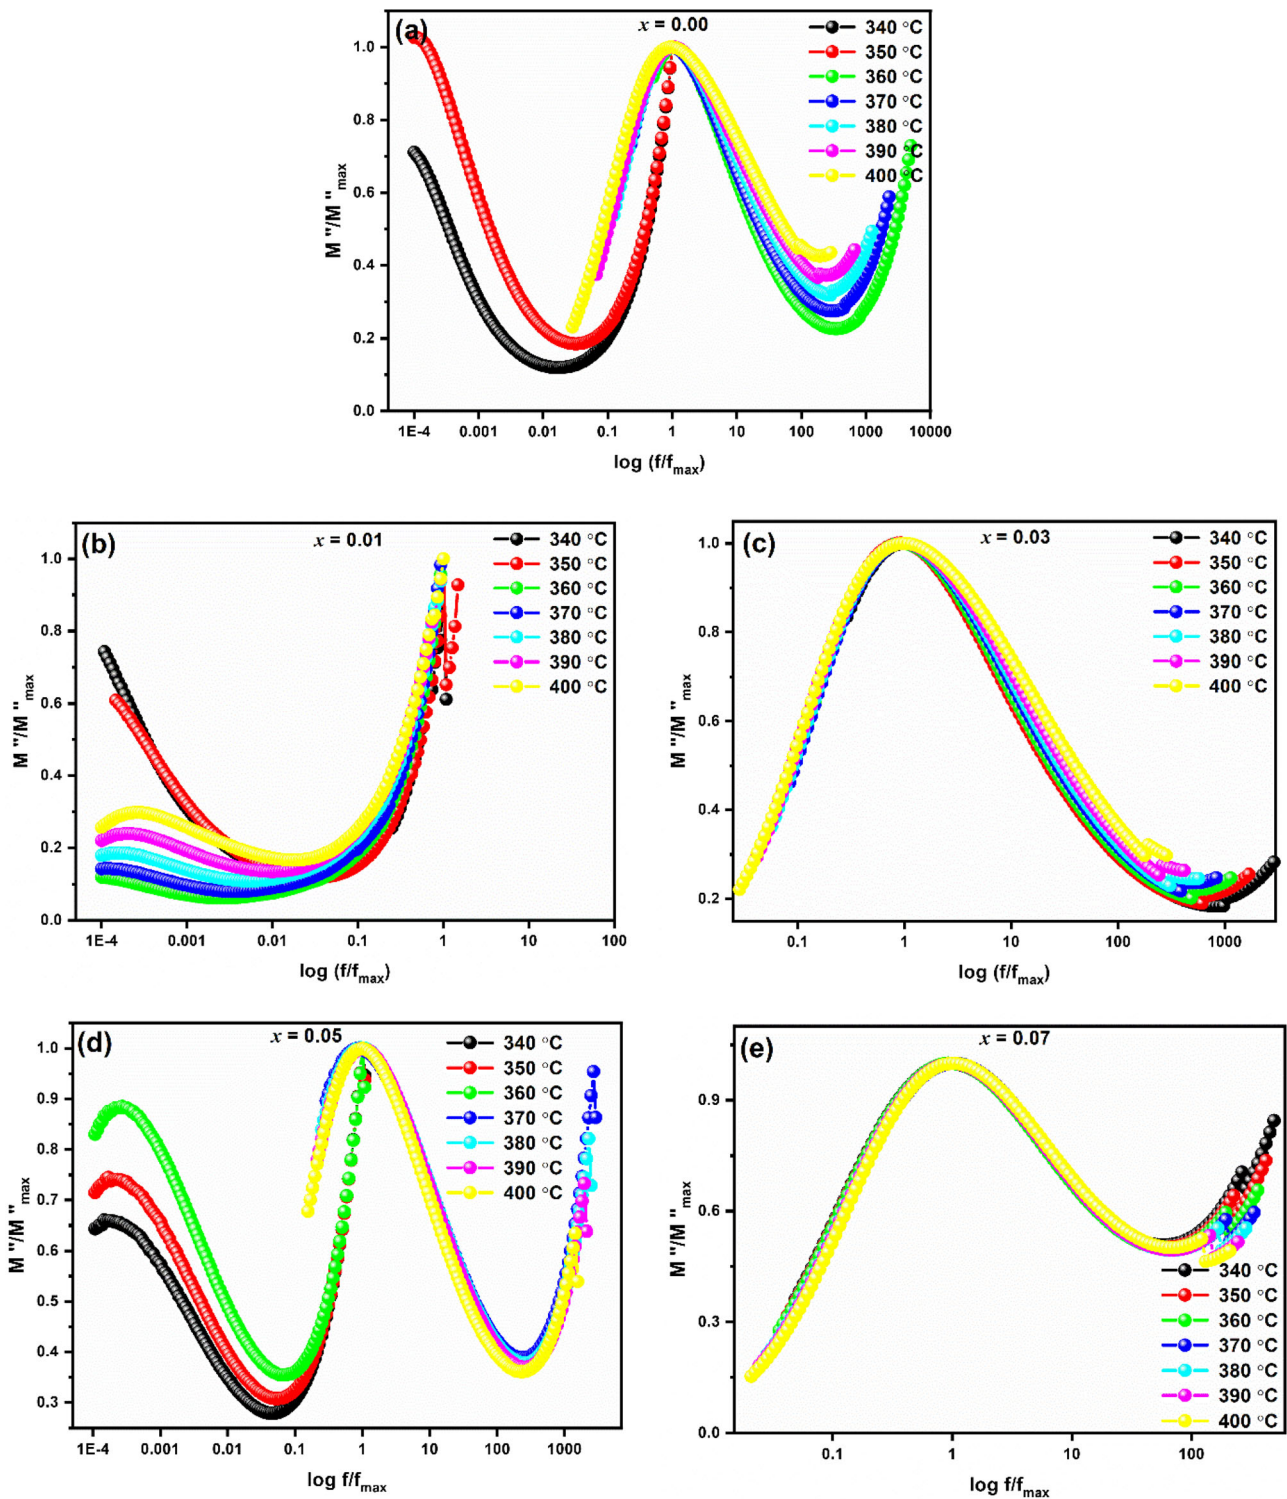 (a)
x = 0.00
340 °C
350 °C
360 °C
370 °C
380 °C
390 °C
400 °C
M "/M "max
1.0
0.8
0.6
0.4
0.2
0.0
1E-4 0.001 0.01 0.1 1 10 100 1000 10000
log (f/fmax)
(b)
x = 0.01
340 °C
350 °C
360 °C
370 °C
380 °C
390 °C
400 °C
M "/M "max
1.0
0.8
0.6
0.4
0.2
0.0
1E-4 0.001 0.01 0.1 1 10 100
log (f/fmax)
(c)
x = 0.03
340 °C
350 °C
360 °C
370 °C
380 °C
390 °C
400 °C
M "/M "max
1.0
0.8
0.6
0.4
0.2
0.1 1 10 100 1000
log (f/fmax)
(d)
x = 0.05
340 °C
350 °C
360 °C
370 °C
380 °C
390 °C
400 °C
M "/M "max
1.0
0.9
0.8
0.7
0.6
0.5
0.4
0.3
1E-4 0.001 0.01 0.1 1 10 100 1000
log f/fmax
(e)
x = 0.07
M "/M "max
0.9
0.6
0.3
0.0
340 °C
350 °C
360 °C
370 °C
380 °C
390 °C
400 °C
0.1 1 10 100
log f/fmax